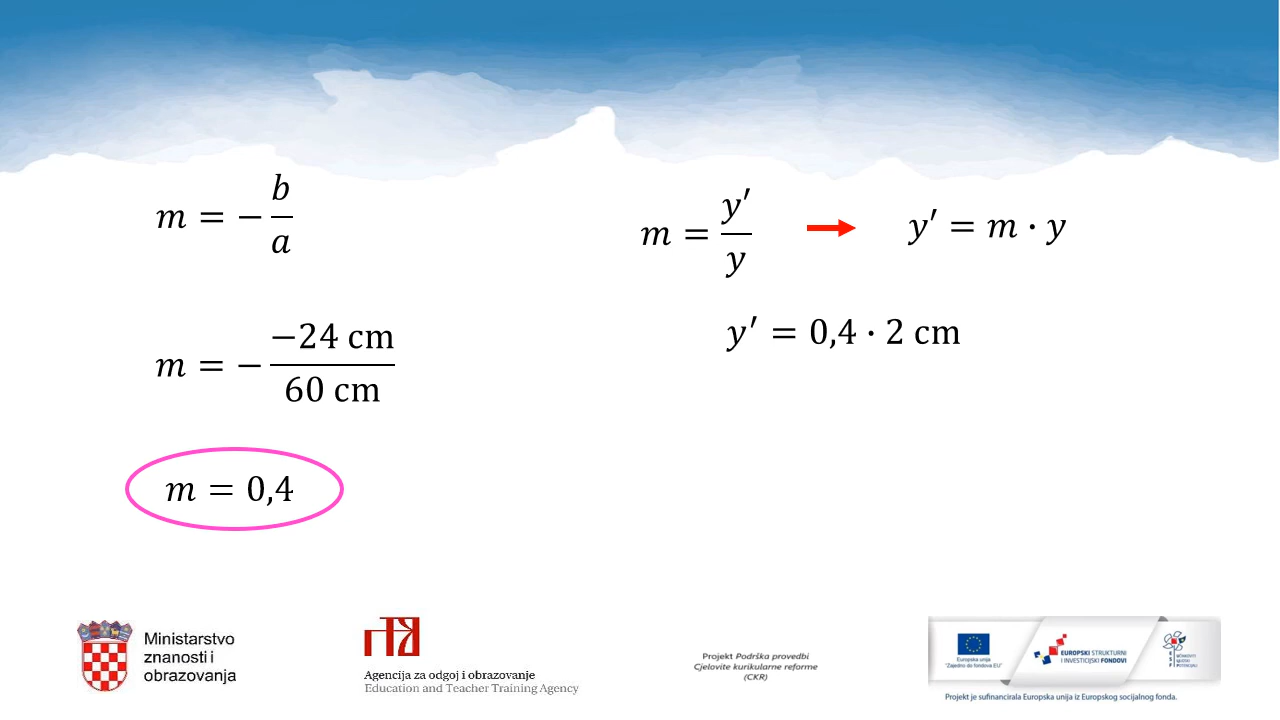 m = − b/a
m = − −24 cm/60 cm
m = 0,4
m = y′/y
y′ = m · y
y′ = 0,4 · 2 cm
Ministarstvo
znanosti i
obrazovanja
Agencija za odgoj i obrazovanje
Education and Teacher Training Agency
Projekt Podrška provedbi
Cjelovite kurikularne reforme
(CKR)
Europska unija
"Zajedno do fondova EU"
EUROPSKI STRUKTURNI
I INVESTICIJSKI FONDOVI
Projekt je sufinancirala Europska unija iz Europskog socijalnog fonda.